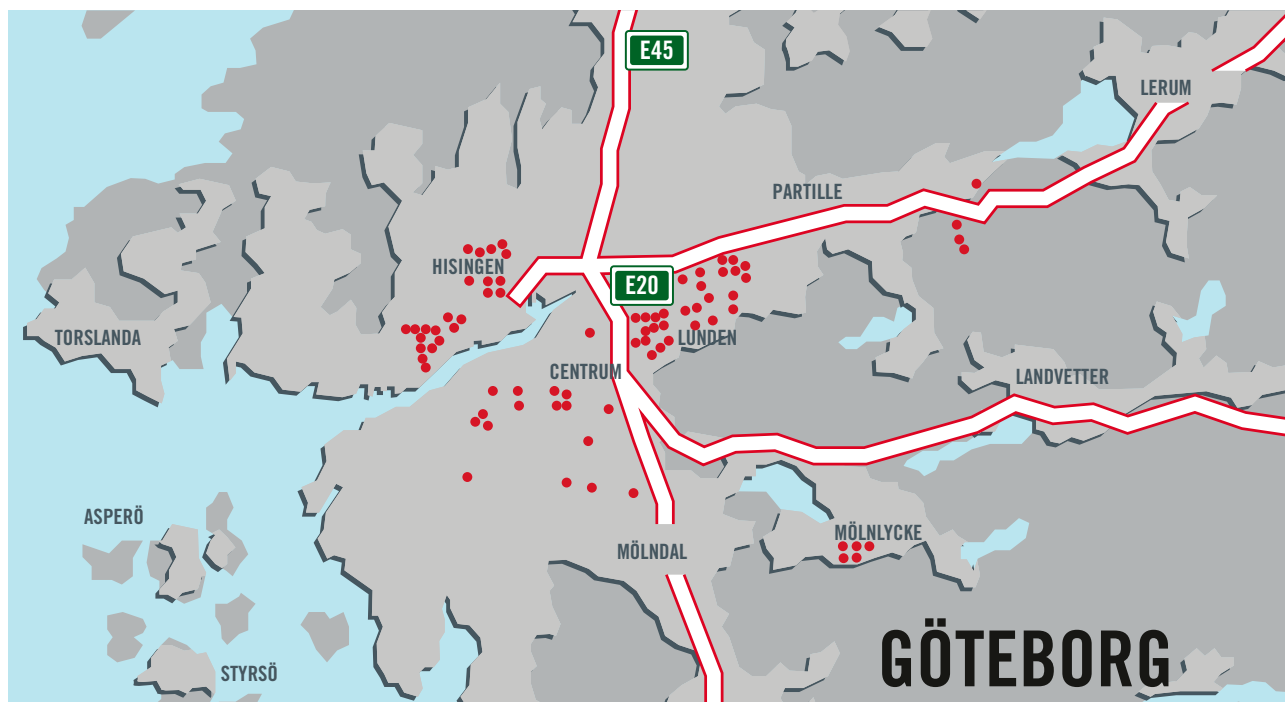 E45
LERUM
PARTILLE
HISINGEN
E20
TORSLANDA
LUNDEN
CENTRUM
LANDVETTER
ASPERÖ
MÖLNLYCKE
MÖLNDAL
GÖTEBORG
STYRSÖ